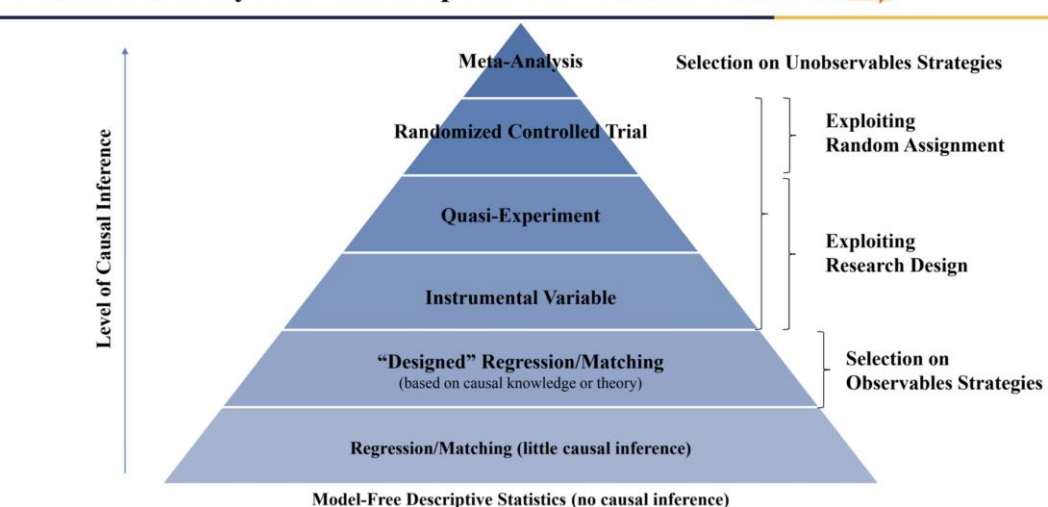 Meta-Analysis
Selection on Unobservables Strategies
Randomized Controlled Trial
Exploiting
Random Assignment
Quasi-Experiment
Exploiting
Research Design
Instrumental Variable
“Designed” Regression/Matching
(based on causal knowledge or theory)
Selection on
Observables Strategies
Regression/Matching (little causal inference)
Model-Free Descriptive Statistics (no causal inference)
Level of Causal Inference